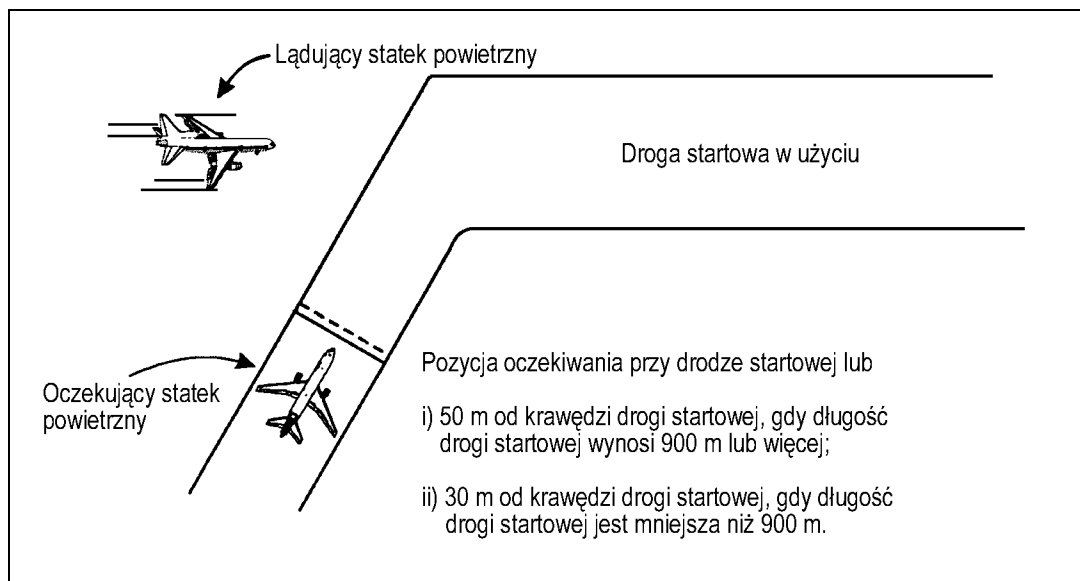 Lądujący statek powietrzny
Droga startowa w użyciu
Oczekujący statek
powietrzny
Pozycja oczekiwania przy drodze startowej lub
i) 50 m od krawędzi drogi startowej, gdy długość
drogi startowej wynosi 900 m lub więcej;
ii) 30 m od krawędzi drogi startowej, gdy długość
drogi startowej jest mniejsza niż 900 m.